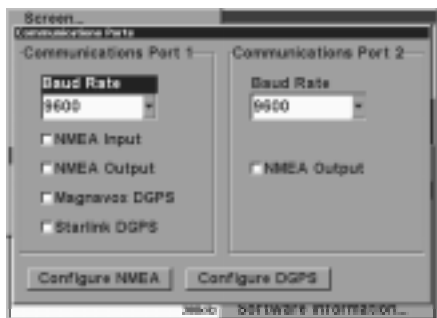 Screen...
Communications Ports
Communications Port 1
Communications Port 2
Baud Rate
Baud Rate
9600
9600
NMEA Input
NMEA Output
NMEA Output
Magnavox DGPS
Starlink DGPS
Configure NMEA
Configure DGPS
Software Information...